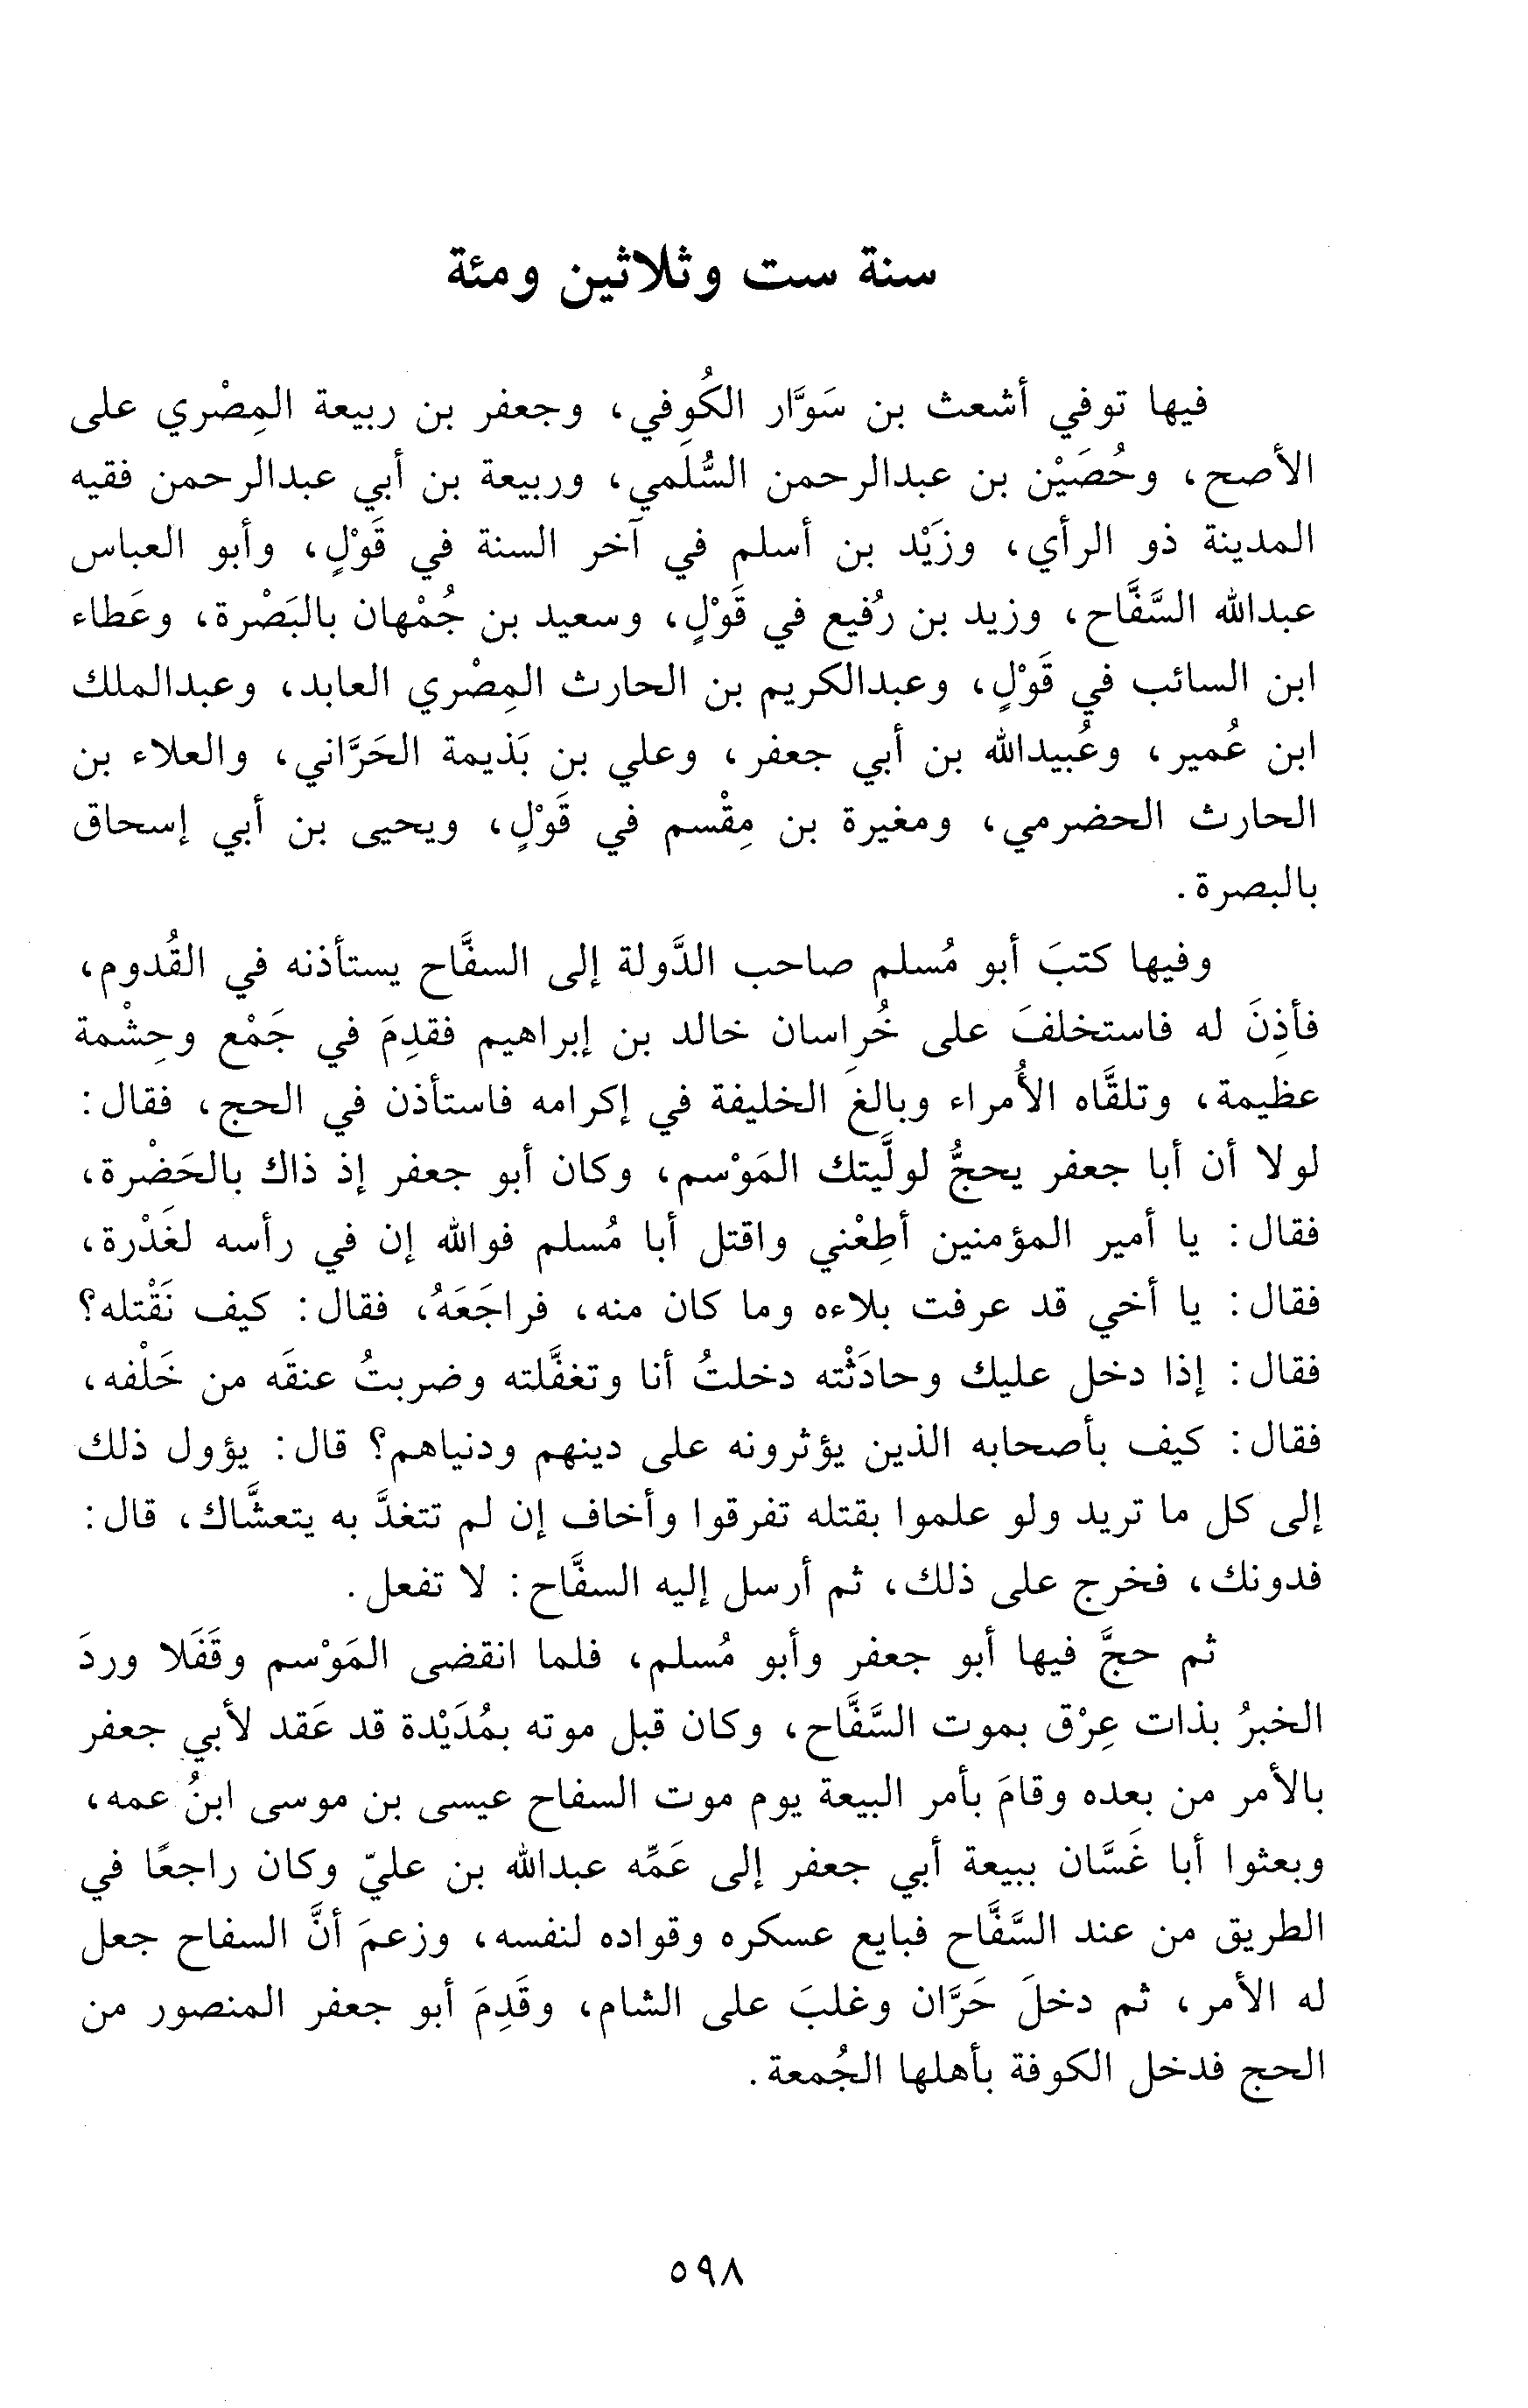 سنة ست وثلاثين ومئة
فيها توفي أشعث بن سَوَّار الكُوفي، وجعفر بن ربيعة المِصْري على
الأصح، وحُصَيْن بن عبدالرحمن السُّلَمي، وربيعة بن أبي عبدالرحمن فقيه
المدينة ذو الرأي، وزَيْد بن أسلم في آخر السنة في قَوْلٍ، وأبو العباس
عبدالله السَّفَّاح، وزيد بن رُفيع في قَوْلٍ، وسعيد بن جُمْهان بالبَصْرة، وعَطاء
ابن السائب في قَوْلٍ، وعبدالكريم بن الحارث المِصْري العابد، وعبدالملك
ابن عُمير، وعُبيدالله بن أبي جعفر، وعلي بن بَذيمة الحَرَّاني، والعلاء بن
الحارث الحضرمي، ومغيرة بن مِقْسم في قَوْلٍ، ويحيى بن أبي إسحاق
بالبصرة.
وفيها كتبَ أبو مُسلم صاحب الدَّولة إلى السفَّاح يستأذنه في القُدوم،
فأذِنَ له فاستخلفَ على خُراسان خالد بن إبراهيم فقدِمَ في جَمْع وحِشْمة
عظيمة، وتلقَّاه الأُمراء وبالغَ الخليفة في إكرامه فاستأذن في الحج، فقال:
لولا أن أبا جعفر يحجُّ لولَّيتك المَوْسم، وكان أبو جعفر إذ ذاك بالحَضْرة،
فقال: يا أمير المؤمنين أطِعْني واقتل أبا مُسلم فوالله إن في رأسه لغَدْرة،
فقال: يا أخي قد عرفت بلاءه وما كان منه، فراجَعَهُ، فقال: كيف نَقْتله؟
فقال: إذا دخل عليك وحادَثْته دخلتُ أنا وتغفَّلته وضربتُ عنقَه من خَلْفه،
فقال: كيف بأصحابه الذين يؤثرونه على دينهم ودنياهم؟ قال: يؤول ذلك
إلى كل ما تريد ولو علموا بقتله تفرقوا وأخاف إن لم تتغدَّ به يتعشَّاك، قال:
فدونك، فخرج على ذلك، ثم أرسل إليه السفَّاح: لا تفعل.
ثم حجَّ فيها أبو جعفر وأبو مُسلم، فلما انقضى المَوْسم وقَفَلا وردَ
الخبرُ بذات عِرْق بموت السَّفَّاح، وكان قبل موته بمُدَيْدة قد عَقد لأبي جعفر
بالأمر من بعده وقامَ بأمر البيعة يوم موت السفاح عيسى بن موسى ابنُ عمه،
وبعثوا أبا غَسَّان ببيعة أبي جعفر إلى عَمِّه عبدالله بن عليّ وكان راجعًا في
الطريق من عند السَّفَّاح فبايع عسكره وقواده لنفسه، وزعمَ أنَّ السفاح جعل
له الأمر، ثم دخلَ حَرَّان وغلبَ على الشام، وقَدِمَ أبو جعفر المنصور من
الحج فدخل الكوفة بأهلها الجُمعة.
٥٩٨